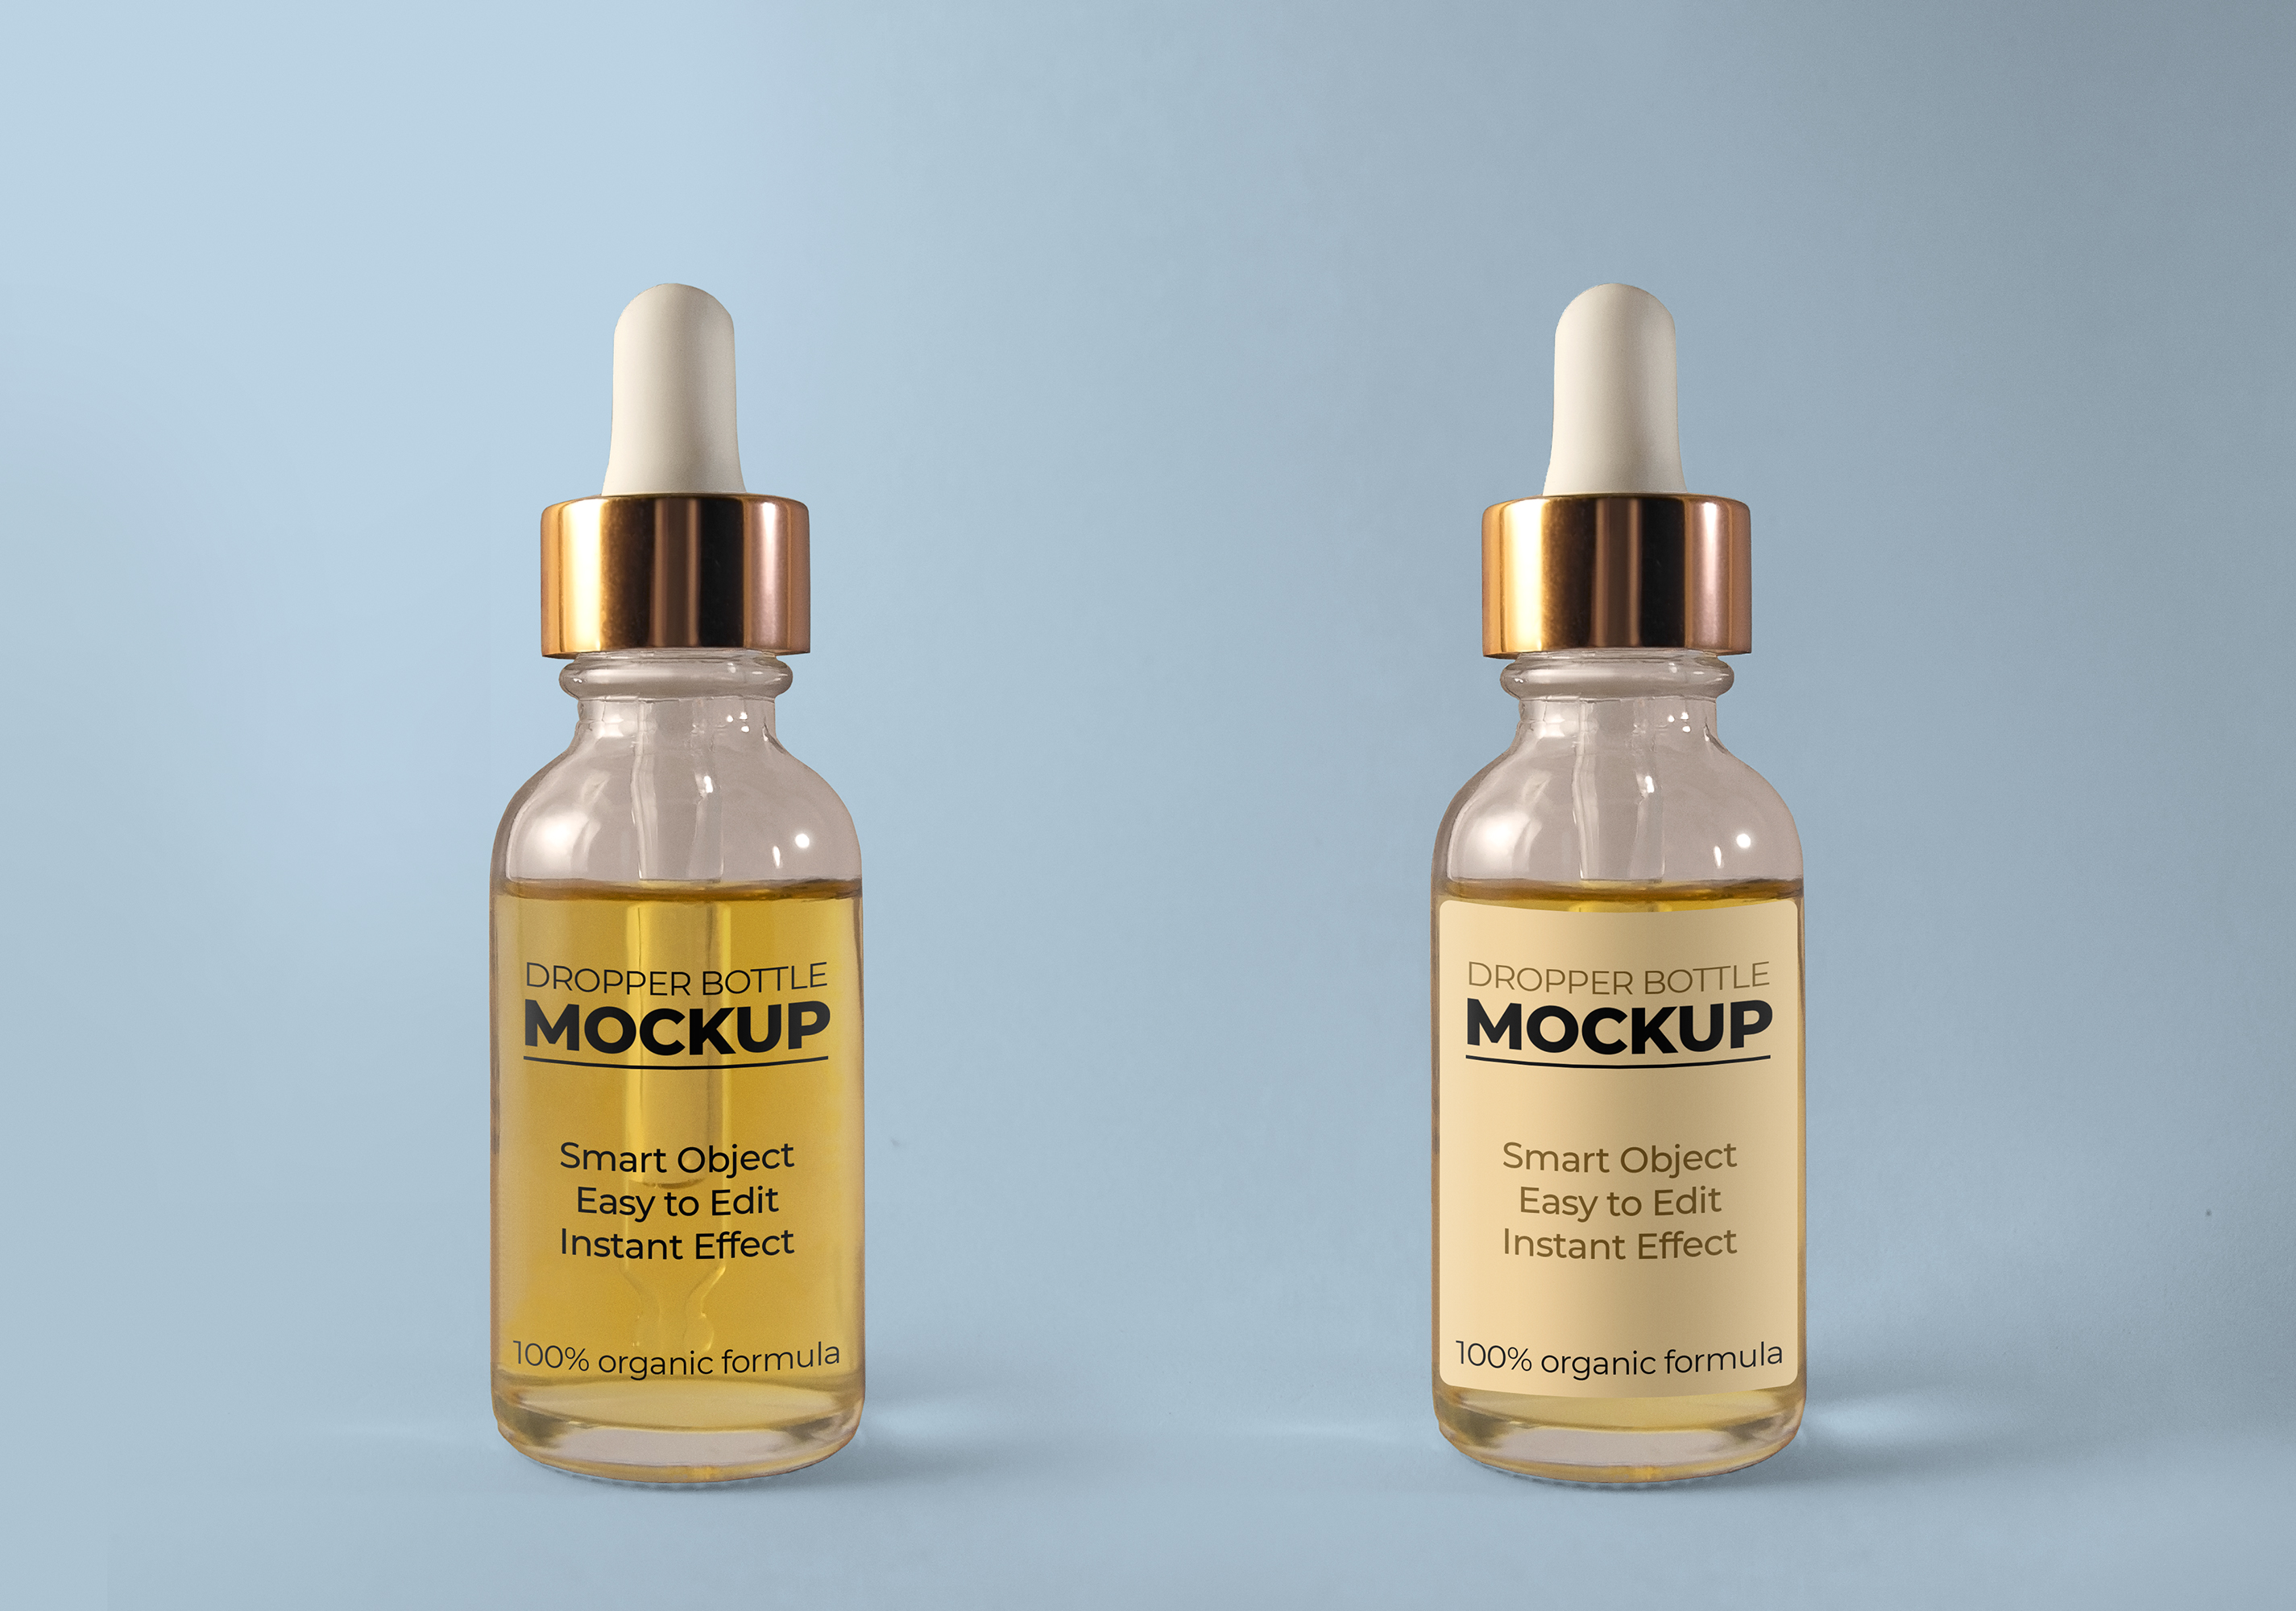 DROPPER BOTTLE
MOCKUP
Smart Object
Easy to Edit
Instant Effect
100% organic formula
DROPPER BOTTLE
MOCKUP
Smart Object
Easy to Edit
Instant Effect
100% organic formula